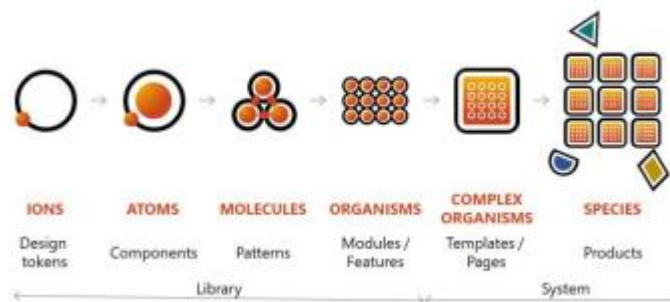 IONS
ATOMS
MOLECULES
ORGANISMS
COMPLEX
ORGANISMS
SPECIES
Design
tokens
Components
Patterns
Modules /
Features
Templates /
Pages
Products
Library
System